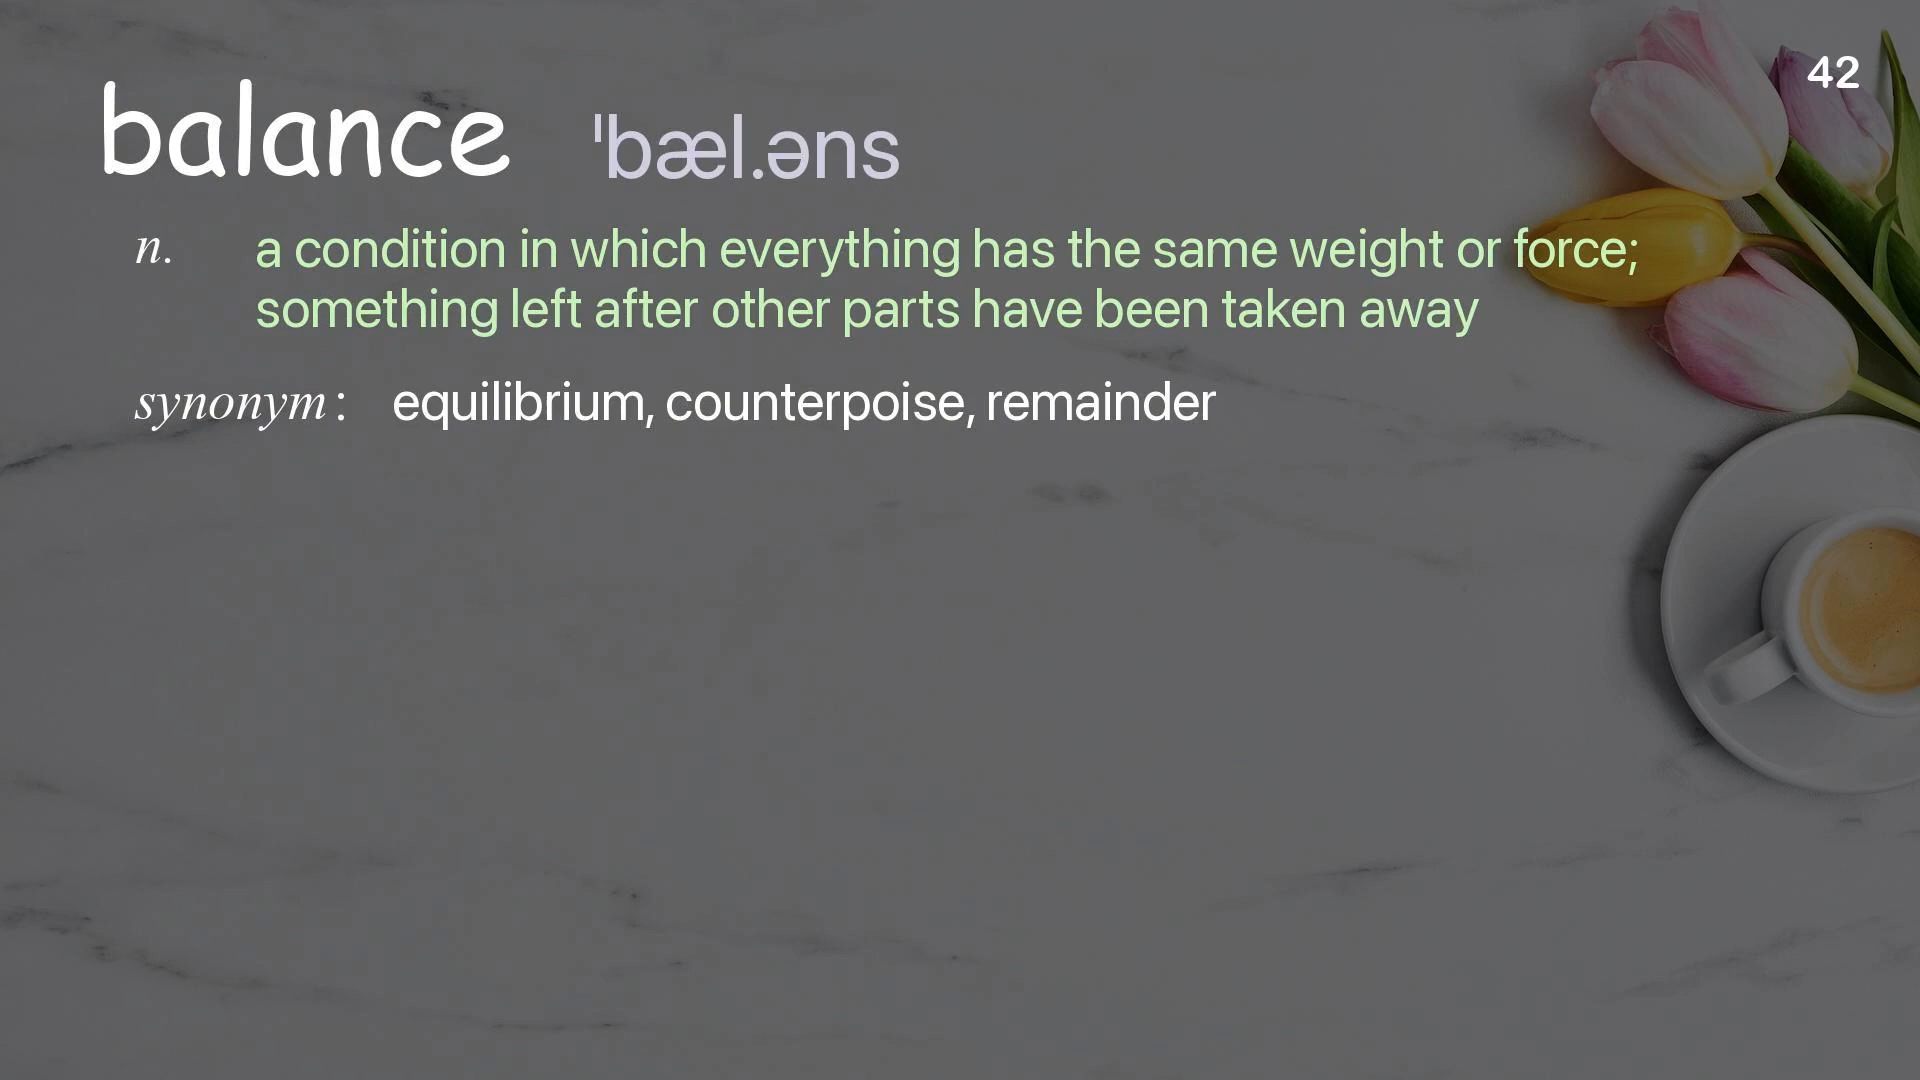 42
balance ˈbæl.əns
n. a condition in which everything has the same weight or force;
something left after other parts have been taken away
synonym: equilibrium, counterpoise, remainder